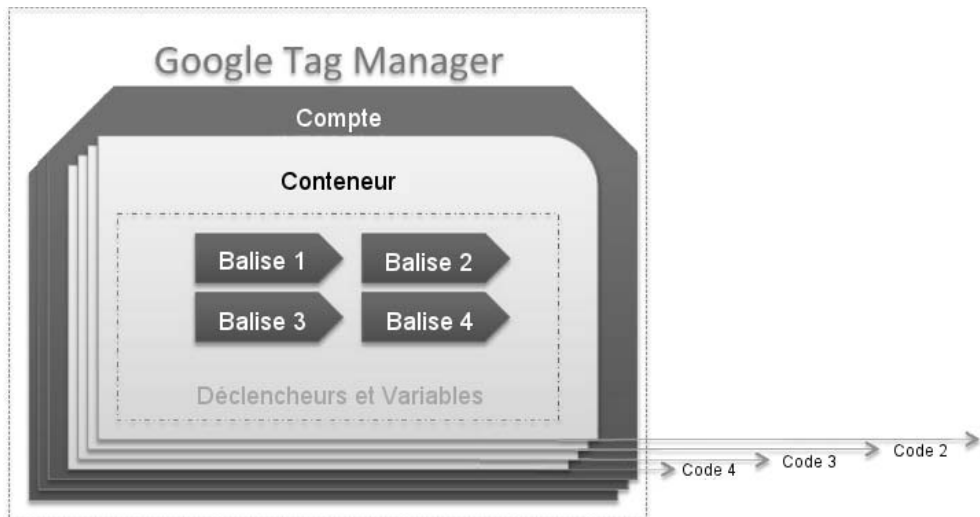 Google Tag Manager
Compte
Conteneur
Balise 1
Balise 2
Balise 3
Balise 4
Déclencheurs et Variables
Code 2
Code 3
Code 4